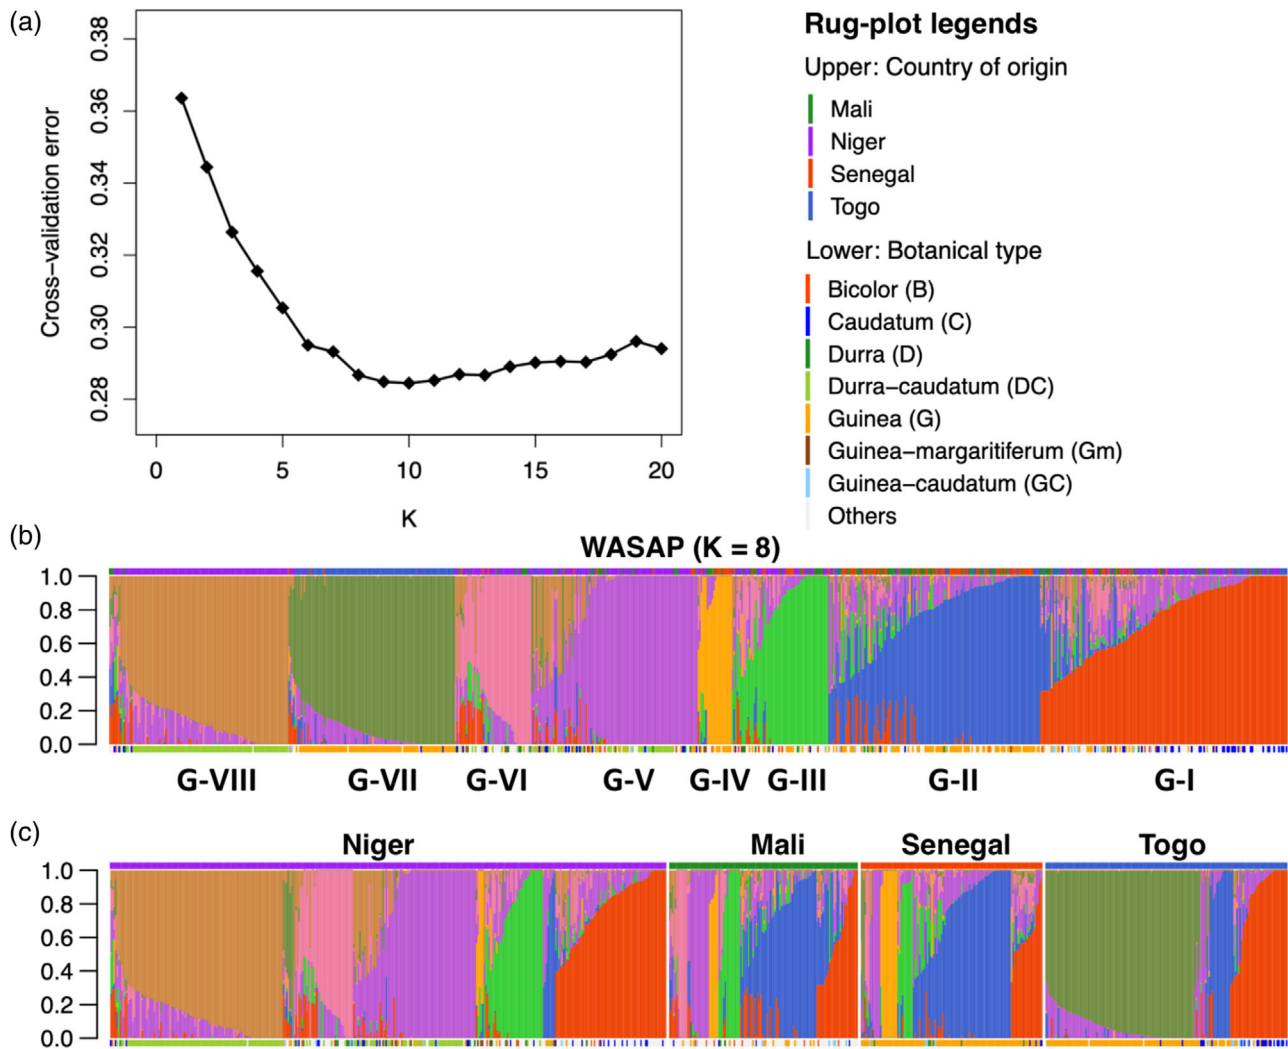 (a)
0.38
0.36
0.34
0.32
0.30
0.28
Cross−validation error
0 5 10 15 20
K
Rug-plot legends
Upper: Country of origin
Mali
Niger
Senegal
Togo
Lower: Botanical type
Bicolor (B)
Caudatum (C)
Durra (D)
Durra−caudatum (DC)
Guinea (G)
Guinea−margaritiferum (Gm)
Guinea−caudatum (GC)
Others
(b)
WASAP (K = 8)
1.0
0.8
0.6
0.4
0.2
0.0
G-VIII G-VII G-VI G-V G-IV G-III G-II G-I
(c)
Niger Mali Senegal Togo
1.0
0.8
0.6
0.4
0.2
0.0